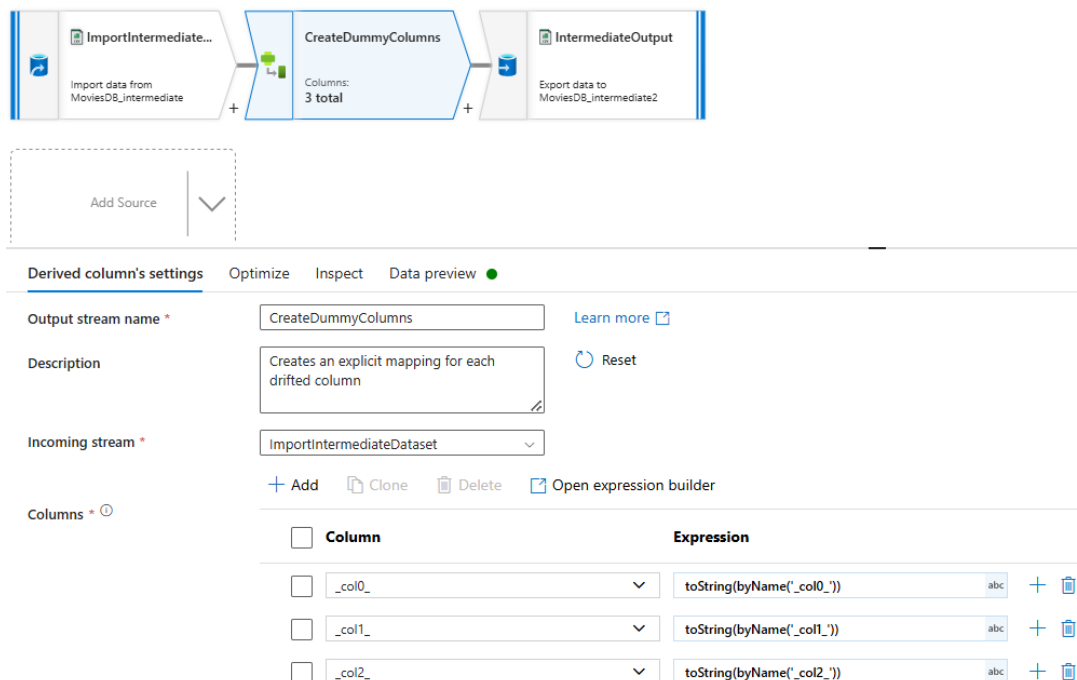 ImportIntermediate...
Import data from
MoviesDB_intermediate
+
CreateDummyColumns
Columns:
3 total
+
IntermediateOutput
Export data to
MoviesDB_intermediate2
Add Source
Derived column's settings Optimize Inspect Data preview
Output stream name * CreateDummyColumns Learn more
Description Creates an explicit mapping for each
drifted column
Reset
Incoming stream * ImportIntermediateDataset
+ Add Clone Delete Open expression builder
Columns *
Column Expression
_col0_ toString(byName('_col0_')) abc
_col1_ toString(byName('_col1_')) abc
_col2_ toString(byName('_col2_')) abc